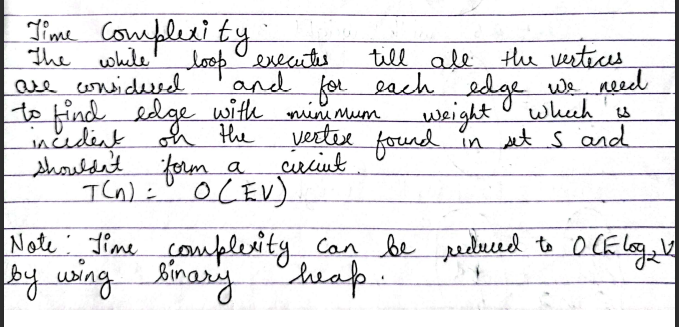 Time Complexity
The while loop executes till all the vertices
are considered and for each edge we need
to find edge with minimum weight which is
incident on the vertex found in set S and
shouldn't form a circuit.
T(n) = O(EV)
Note: Time complexity can be reduced to O(E log₂V
by using binary heap.